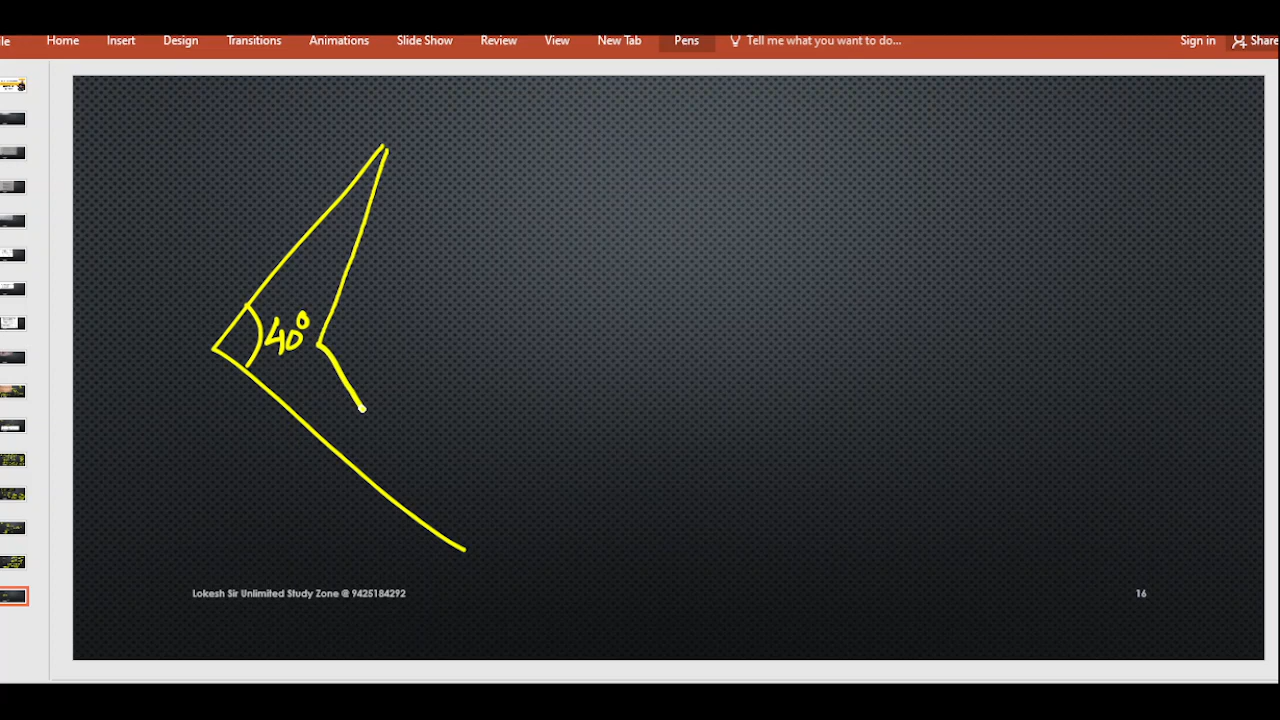 le Home Insert Design Transitions Animations Slide Show Review View New Tab Pens Tell me what you want to do... Sign in Share
40°
Lokesh Sir Unlimited Study Zone @ 9425184292 16